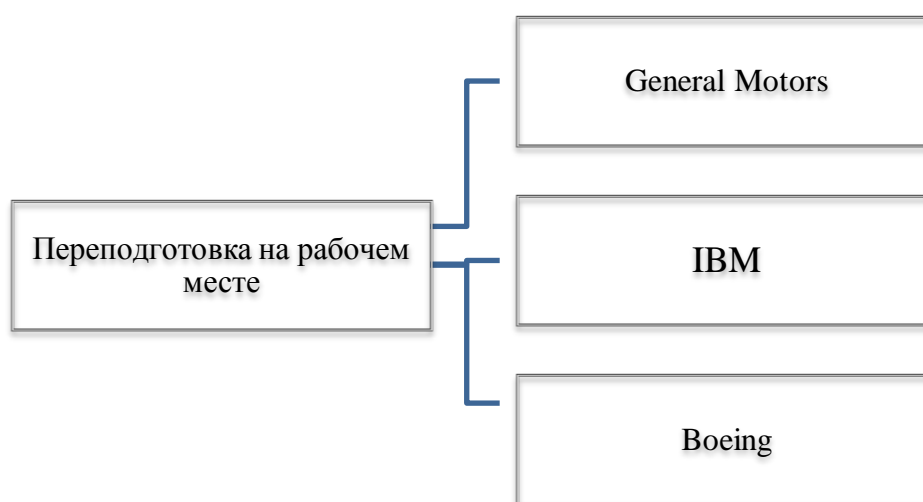 General Motors
Переподготовка на рабочем
месте
IBM
Boeing